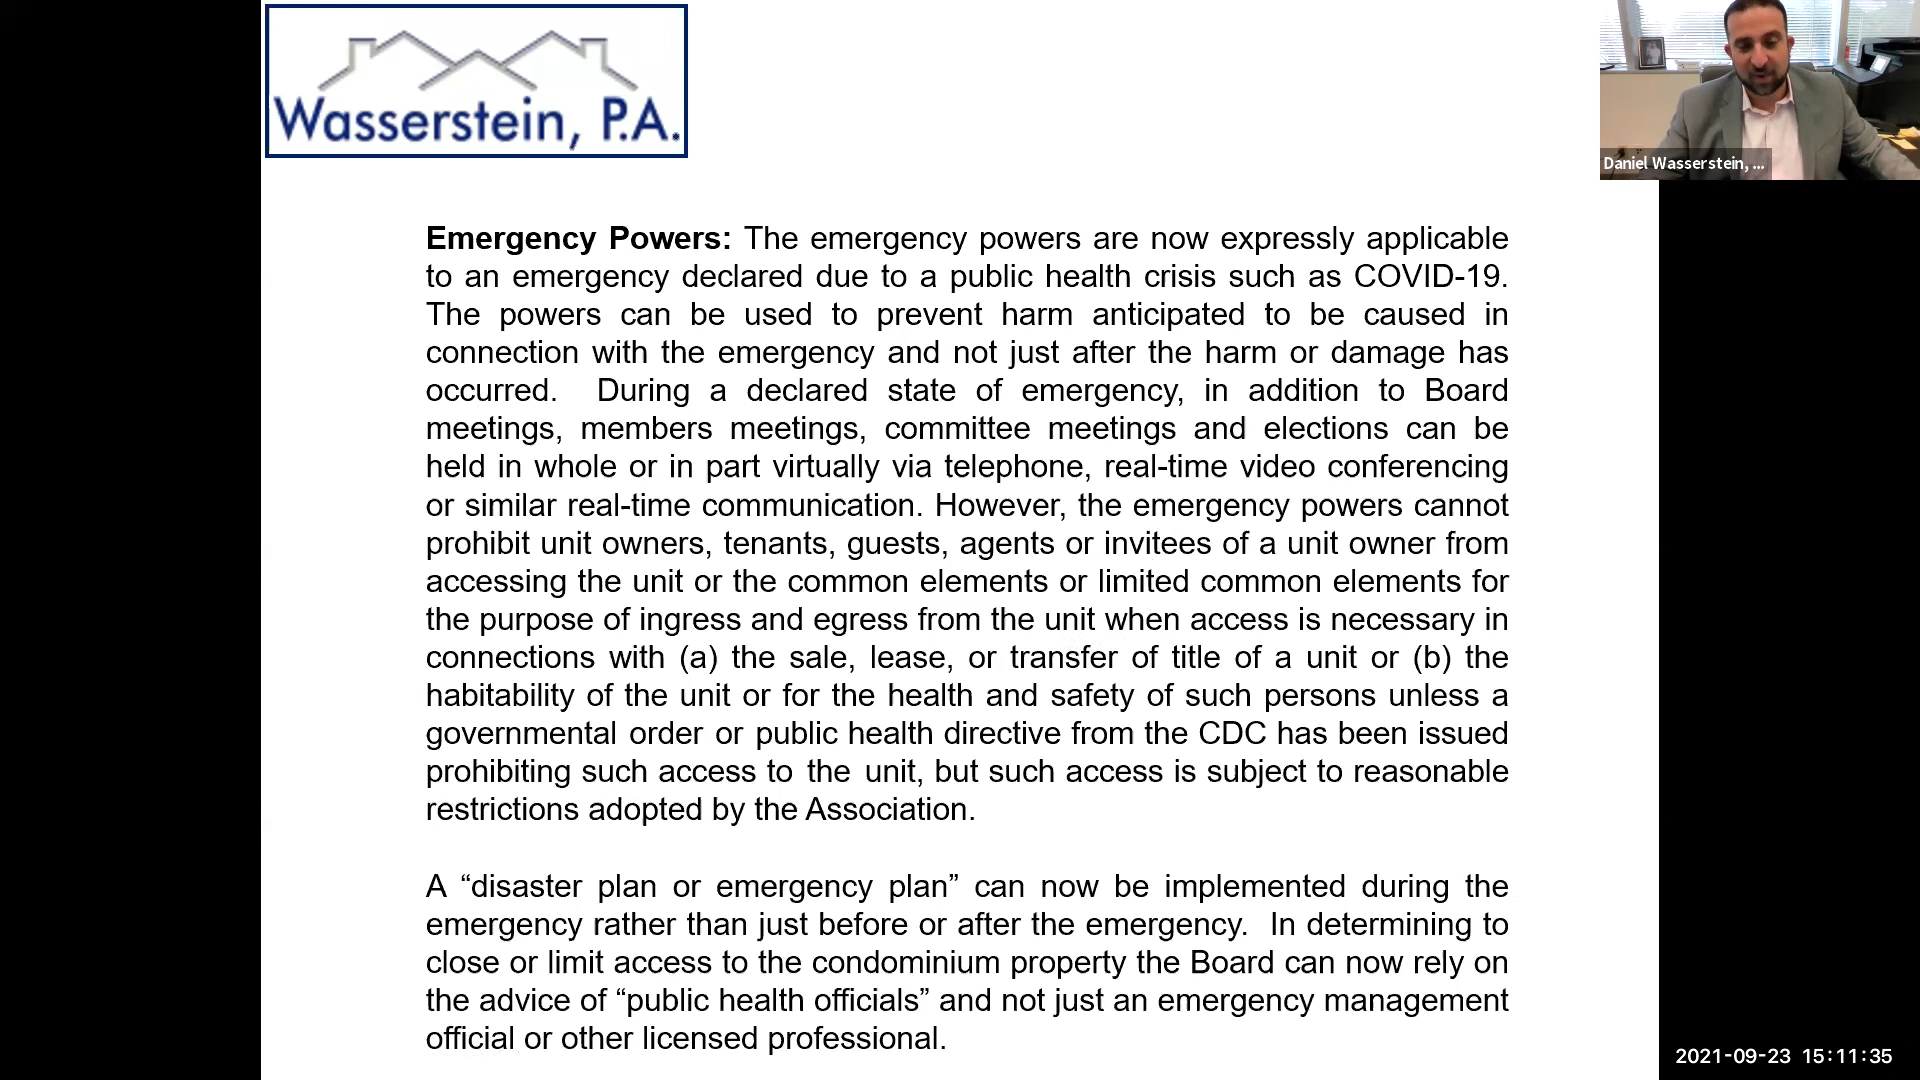 Wasserstein, P.A.
Daniel Wasserstein, ...
Emergency Powers: The emergency powers are now expressly applicable
to an emergency declared due to a public health crisis such as COVID-19.
The powers can be used to prevent harm anticipated to be caused in
connection with the emergency and not just after the harm or damage has
occurred. During a declared state of emergency, in addition to Board
meetings, members meetings, committee meetings and elections can be
held in whole or in part virtually via telephone, real-time video conferencing
or similar real-time communication. However, the emergency powers cannot
prohibit unit owners, tenants, guests, agents or invitees of a unit owner from
accessing the unit or the common elements or limited common elements for
the purpose of ingress and egress from the unit when access is necessary in
connections with (a) the sale, lease, or transfer of title of a unit or (b) the
habitability of the unit or for the health and safety of such persons unless a
governmental order or public health directive from the CDC has been issued
prohibiting such access to the unit, but such access is subject to reasonable
restrictions adopted by the Association.
A “disaster plan or emergency plan” can now be implemented during the
emergency rather than just before or after the emergency. In determining to
close or limit access to the condominium property the Board can now rely on
the advice of “public health officials” and not just an emergency management
official or other licensed professional.
2021-09-23 15:11:35